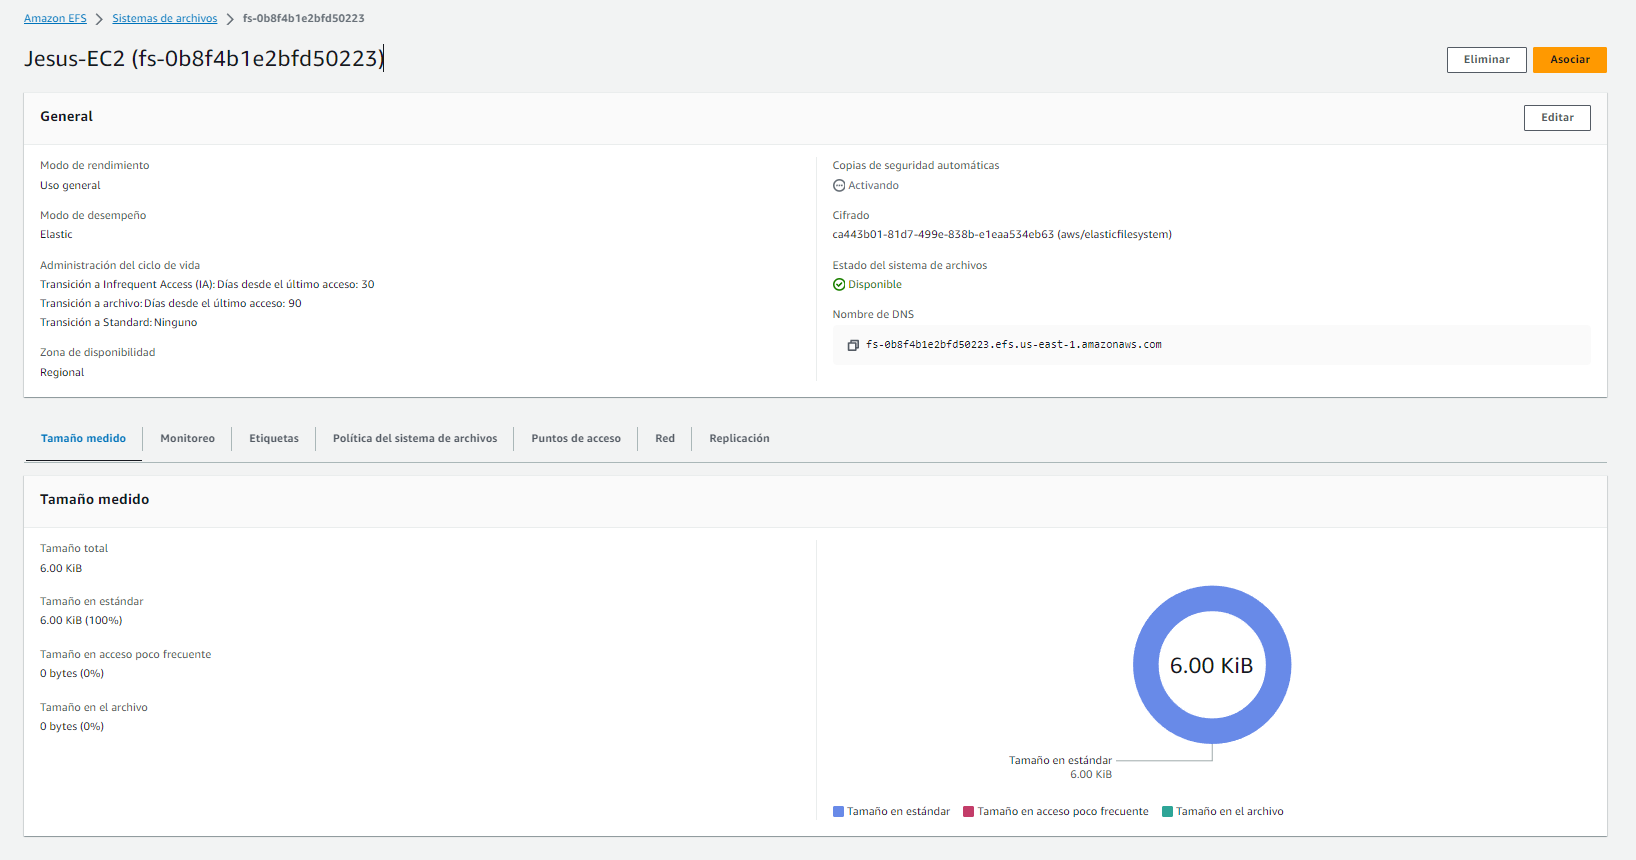 Amazon EFS > Sistemas de archivos > fs-0b8f4b1e2bfd50223
Jesus-EC2 (fs-0b8f4b1e2bfd50223)
Eliminar
Asociar
General
Editar
Modo de rendimiento
Uso general
Modo de desempeño
Elastic
Administración del ciclo de vida
Transición a Infrequent Access (IA): Días desde el último acceso: 30
Transición a archivo: Días desde el último acceso: 90
Transición a Standard: Ninguno
Zona de disponibilidad
Regional
Copias de seguridad automáticas
Activando
Cifrado
ca443b01-81d7-499e-838b-e1eaa534eb63 (aws/elasticfilesystem)
Estado del sistema de archivos
Disponible
Nombre de DNS
fs-0b8f4b1e2bfd50223.efs.us-east-1.amazonaws.com
Tamaño medido
Monitoreo
Etiquetas
Política del sistema de archivos
Puntos de acceso
Red
Replicación
Tamaño medido
Tamaño total
6.00 KiB
Tamaño en estándar
6.00 KiB (100%)
Tamaño en acceso poco frecuente
0 bytes (0%)
Tamaño en el archivo
0 bytes (0%)
6.00 KiB
Tamaño en estándar
6.00 KiB
Tamaño en estándar
Tamaño en acceso poco frecuente
Tamaño en el archivo